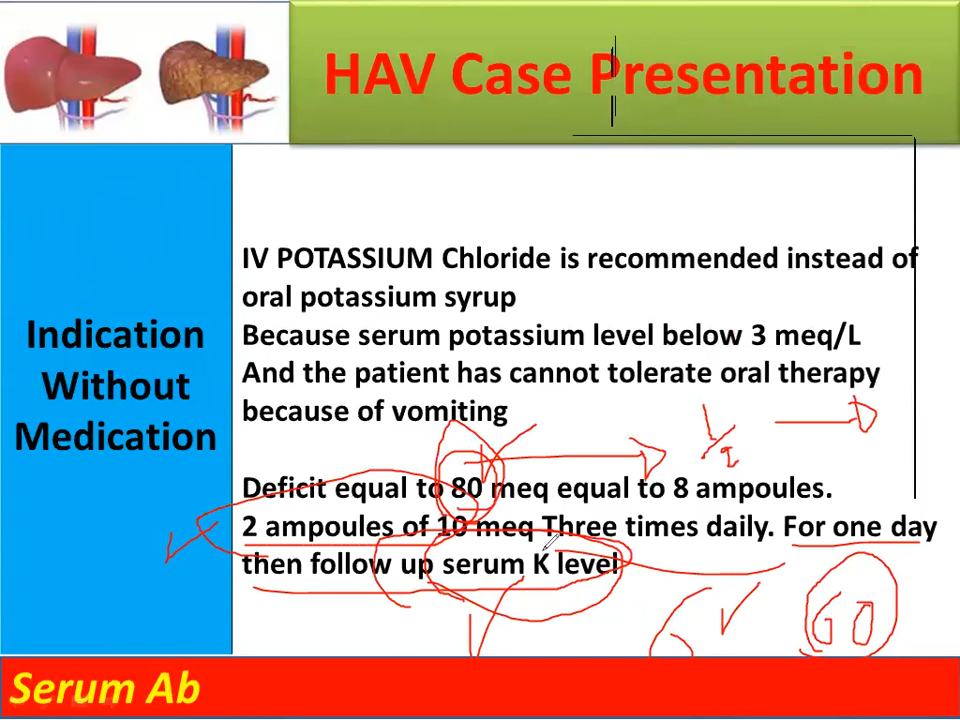 HAV Case Presentation
Indication
Without
Medication
IV POTASSIUM Chloride is recommended instead of
oral potassium syrup
Because serum potassium level below 3 meq/L
And the patient has cannot tolerate oral therapy
because of vomiting
Deficit equal to 80 meq equal to 8 ampoules.
2 ampoules of 10 meq Three times daily. For one day
then follow up serum K level
60
Serum Ab